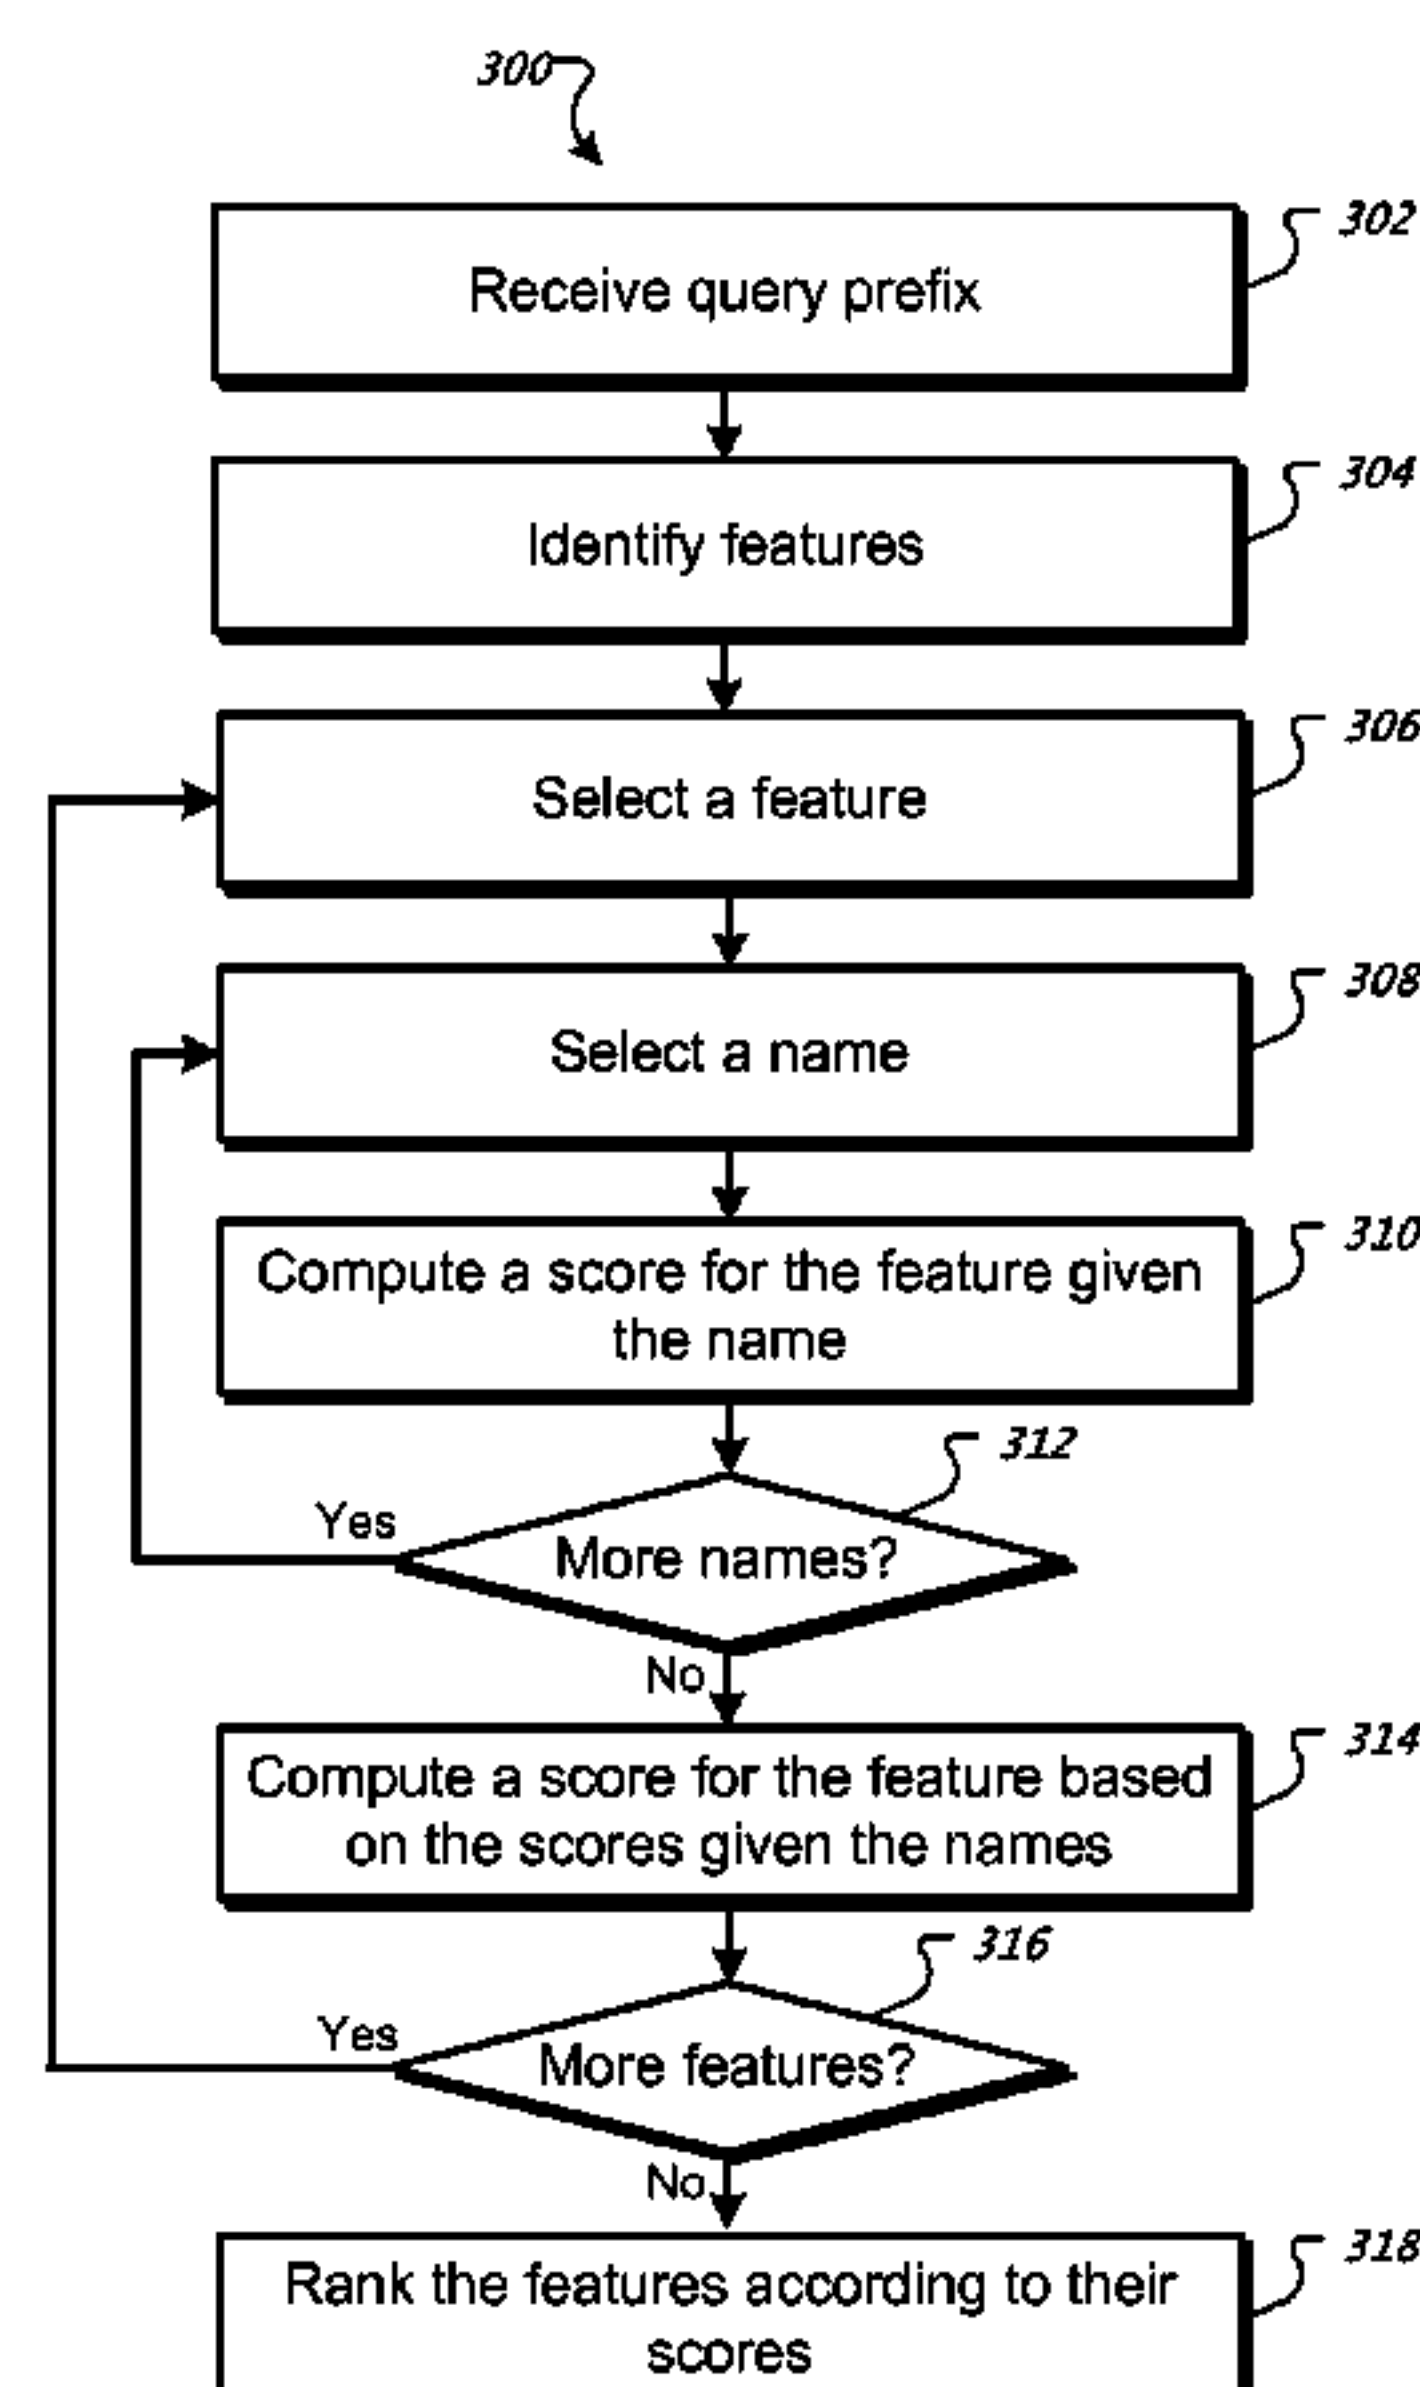 300
302
Receive query prefix
304
Identify features
306
Select a feature
308
Select a name
310
Compute a score for the feature given
the name
312
Yes
More names?
No
314
Compute a score for the feature based
on the scores given the names
316
Yes
More features?
No
318
Rank the features according to their
scores